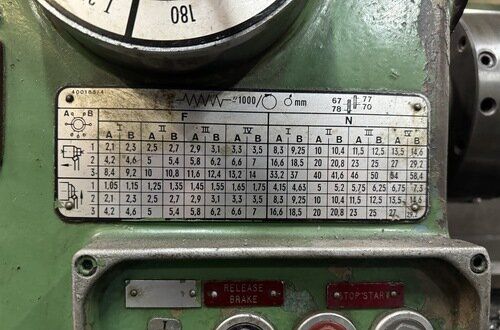 180
400168/4
"/1000/ mm 67 77
78 70
A B F N
I II III IV I II III IV
A B A B A B A B A B A B A B A B
1 2,1 2,3 2,5 2,7 2,9 3,1 3,3 3,5 8,3 9,25 10 10,4 11,5 12,5 13,5 14,6
2 4,2 4,6 5 5,4 5,8 6,2 6,6 7 16,6 18,5 20 20,8 23 25 27 29,2
3 8,4 9,2 10 10,8 11,6 12,4 13,2 14 33,2 37 40 41,6 46 50 54 58,4
1 1,05 1,15 1,25 1,35 1,45 1,55 1,65 1,75 4,15 4,63 5 5,2 5,75 6,25 6,75 7,3
2 2,1 2,3 2,5 2,7 2,9 3,1 3,3 3,5 8,3 9,25 10 10,4 11,5 12,5 13,5
3 4,2 4,6 5 5,4 5,8 6,2 6,6 7 16,6 18,5 20 20,8 23 25 27
RELEASE
BRAKE
STOP START